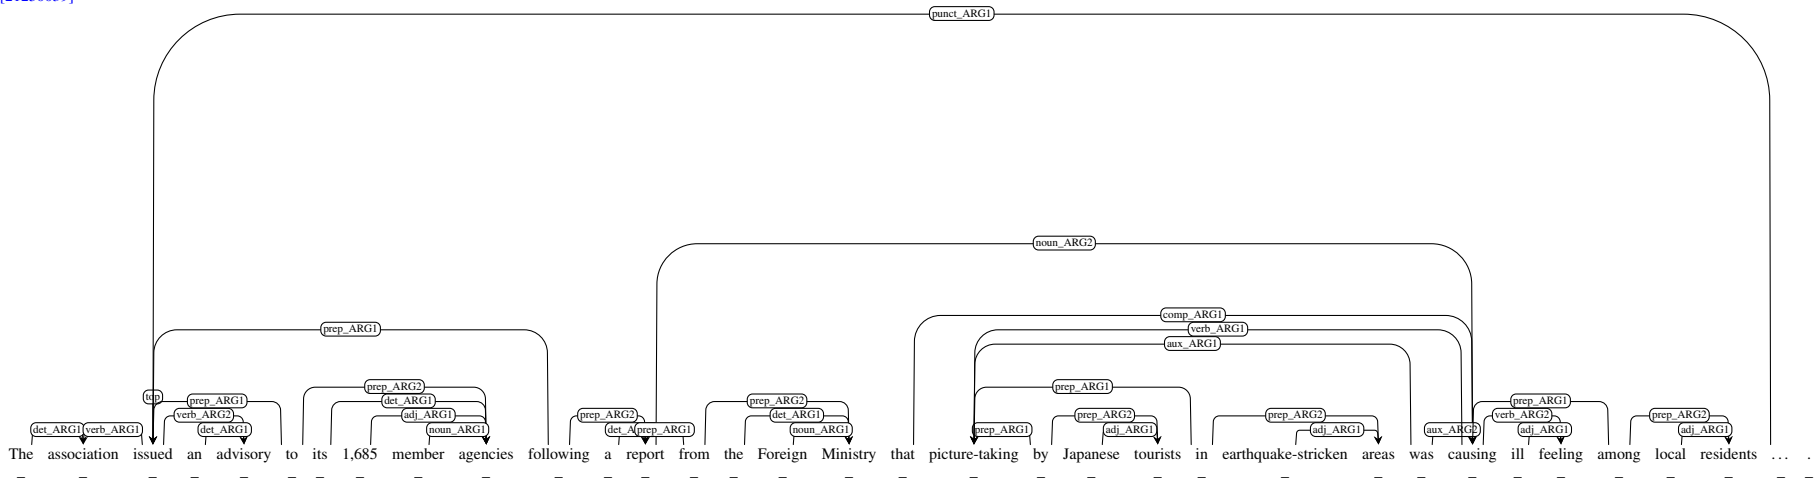 punct_ARG1
noun_ARG2
comp_ARG1
prep_ARG1 verb_ARG1
aux_ARG1
prep_ARG2 prep_ARG1
top prep_ARG1 det_ARG1 prep_ARG2 prep_ARG1
verb_ARG2 adj_ARG1 prep_ARG2 det_ARG1 prep_ARG2 prep_ARG2 verb_ARG2 prep_ARG2
det_ARG1 verb_ARG1 det_ARG1 noun_ARG1 det_A prep_ARG1 noun_ARG1 prep_ARG1 adj_ARG1 adj_ARG1 aux_ARG2 adj_ARG1 adj_ARG1
The association issued an advisory to its 1,685 member agencies following a report from the Foreign Ministry that picture-taking by Japanese tourists in earthquake-stricken areas was causing ill feeling among local residents ... .